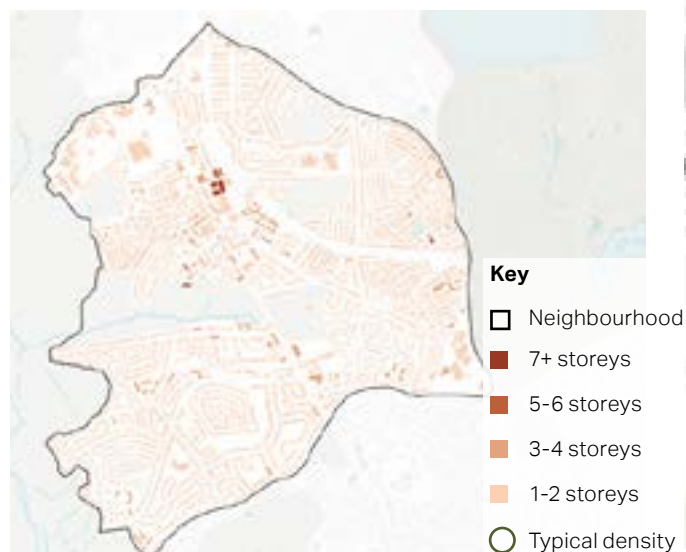 Key
Neighbourhood
7+ storeys
5-6 storeys
3-4 storeys
1-2 storeys
Typical density